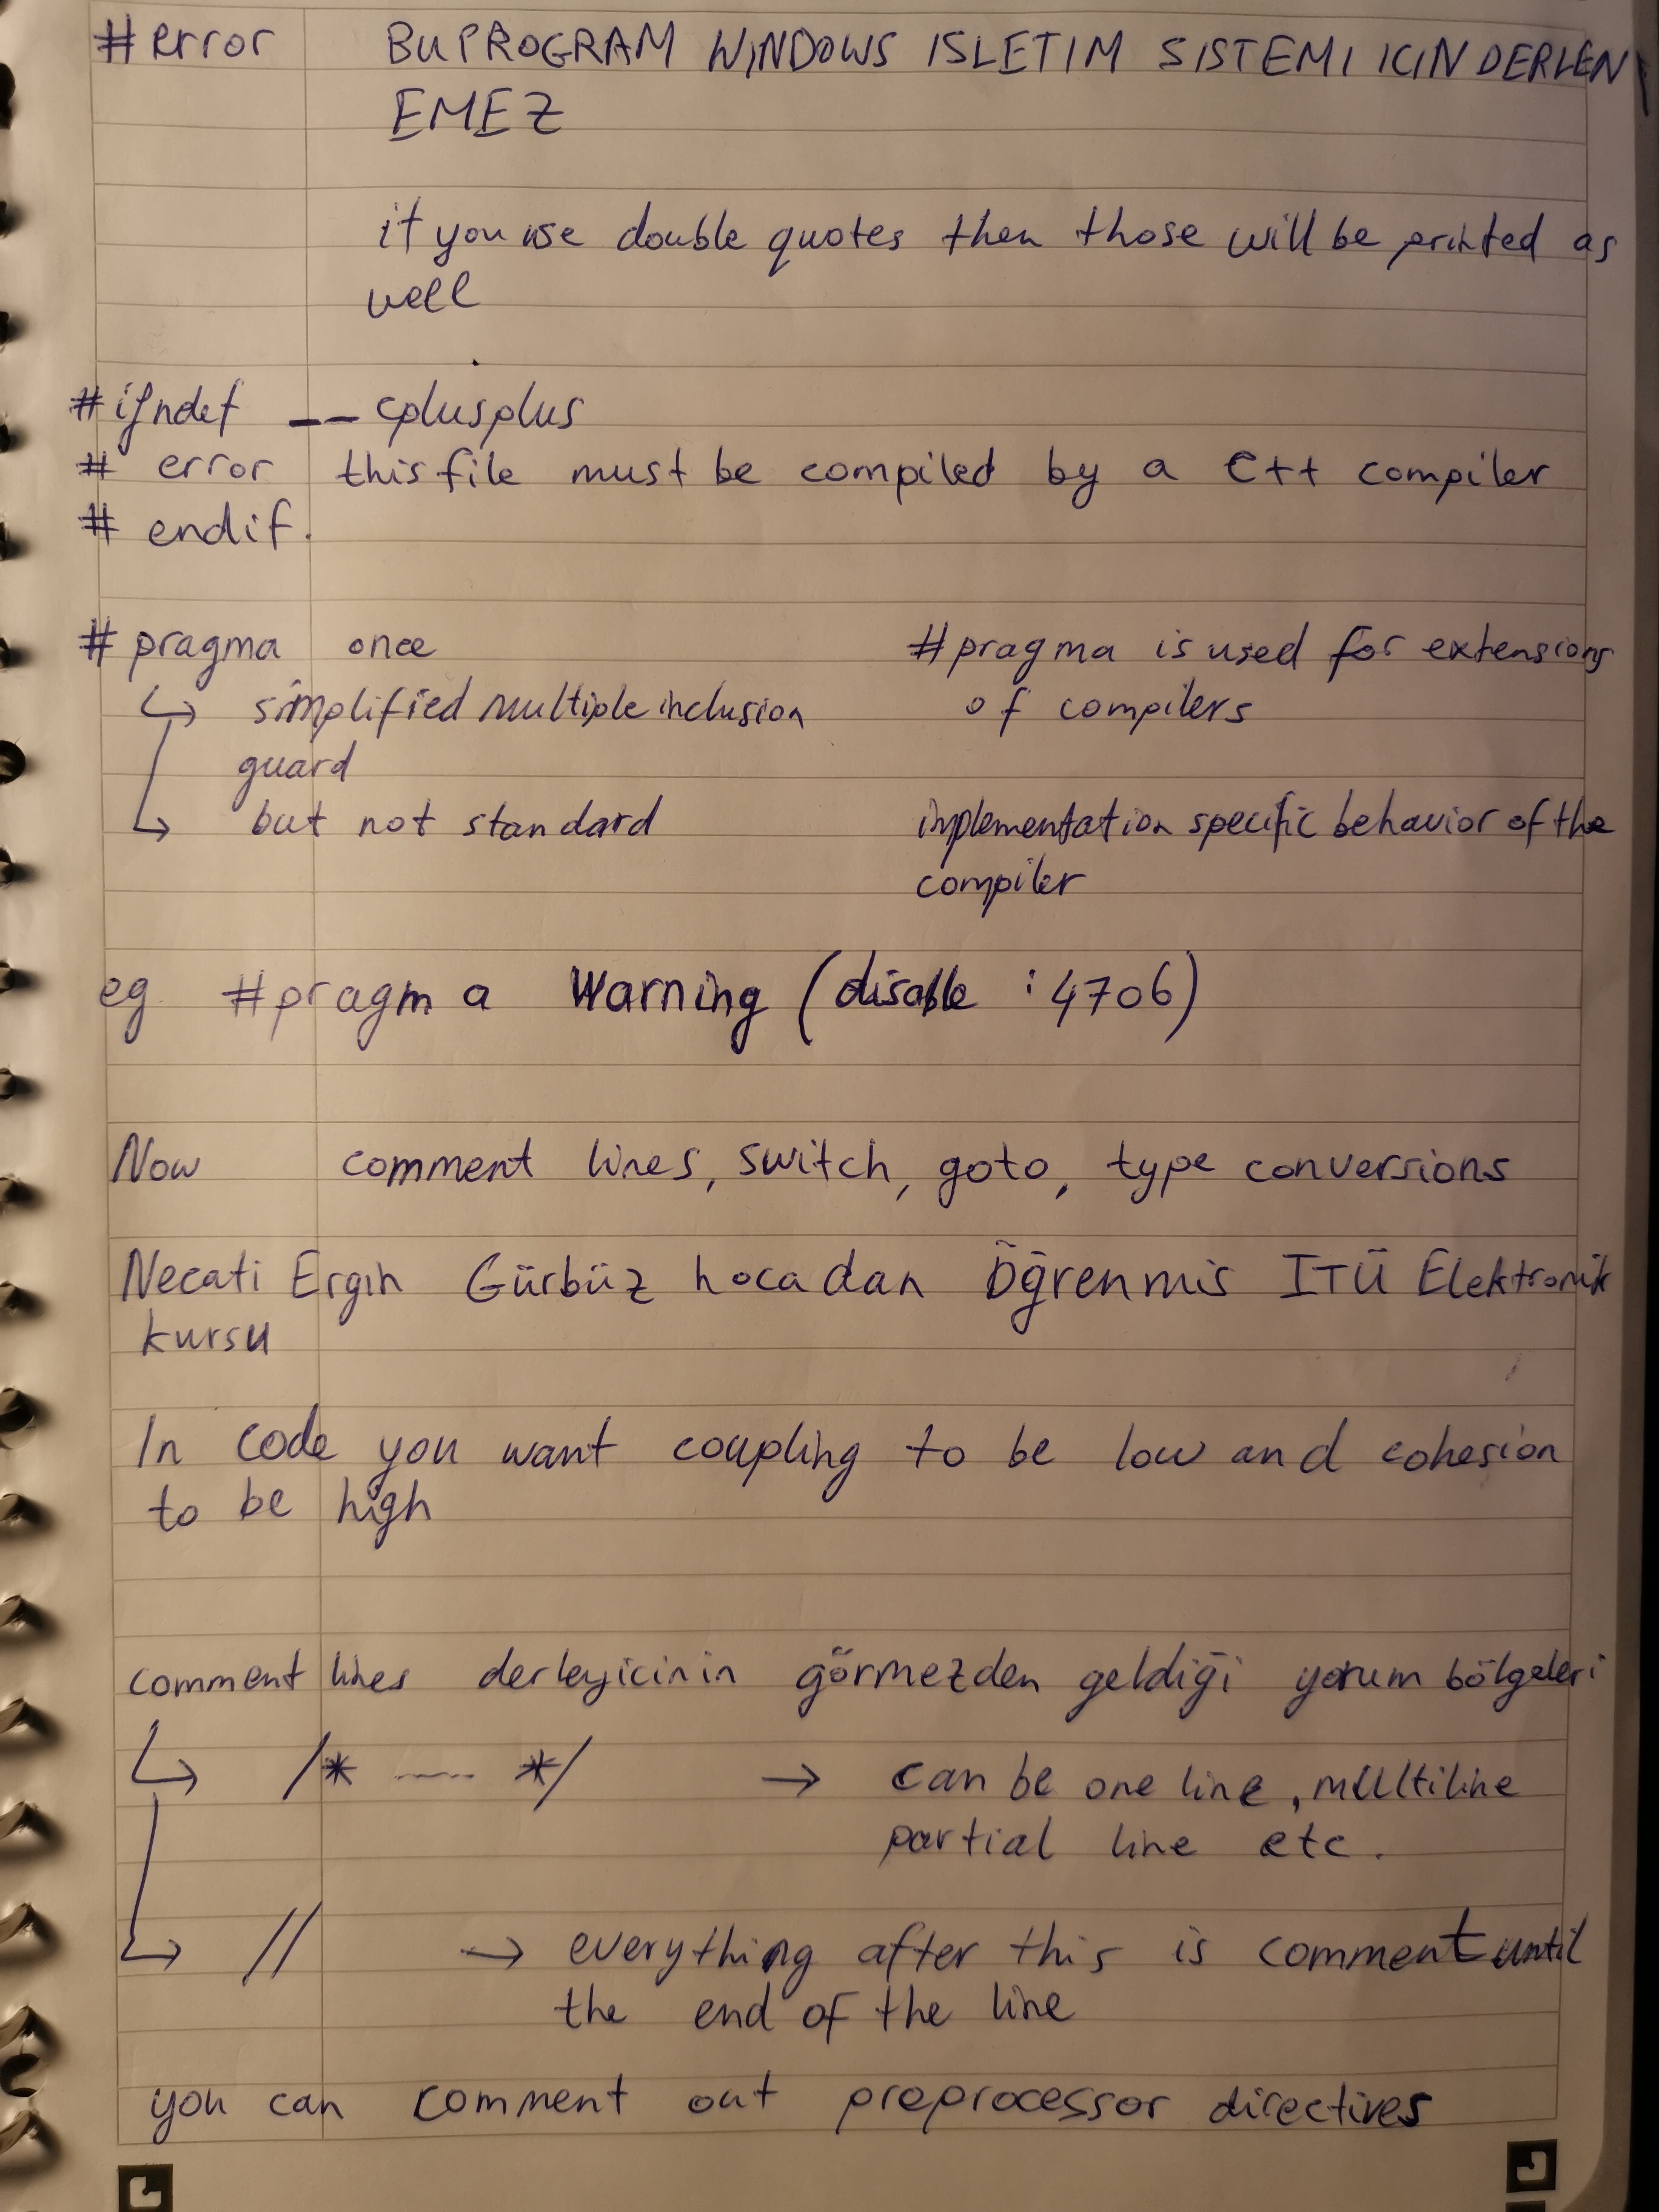 #error BU PROGRAM WINDOWS ISLETIM SISTEMI ICIN DERLEN\
EMEZ
if you use double quotes then those will be printed as
well
#ifndef __cplusplus
# error this file must be compiled by a C++ compiler
# endif.
# pragma once
↳ simplified multiple inclusion
guard
↳ but not standard
#pragma is used for extensions
of compilers
implementation specific behavior of the
compiler
eg #pragma warning (disable : 4706)
Now comment lines, switch, goto, type conversions
Necati Ergin Gürbüz hocadan Öğrenmis ITÜ Elektronik
kursu
In code you want coupling to be low and cohesion
to be high
comment lines derleyicinin görmezden geldiği yorum bölgeleri
↳ /* ---- */ → can be one line, multiline
partial line etc.
↳ // → everything after this is comment until
the end of the line
you can comment out preprocessor directives